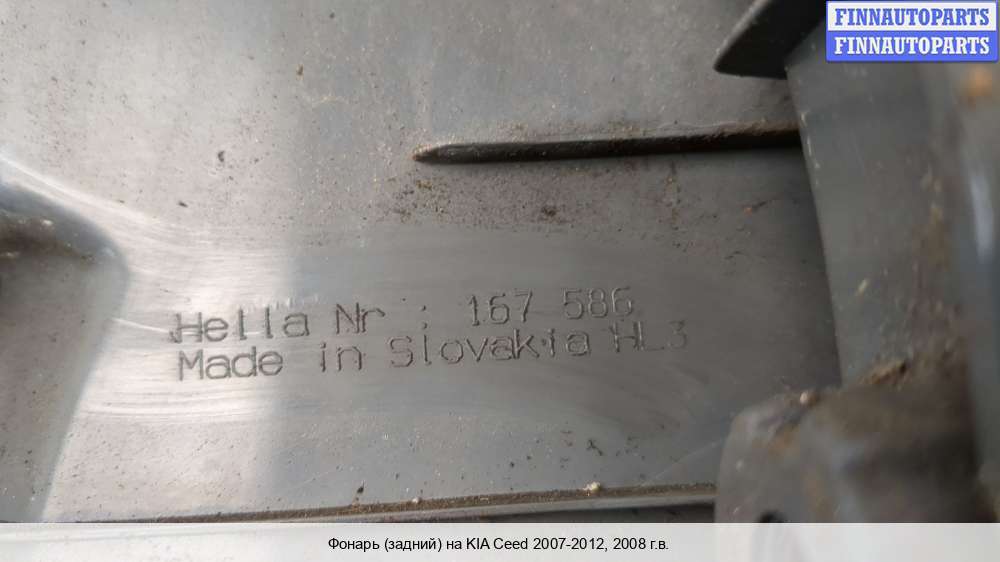 FINNAUTOPARTS
FINNAUTOPARTS
Hella Nr : 167 586
Made in Slovakia HL3
Фонарь (задний) на KIA Ceed 2007-2012, 2008 г.в.